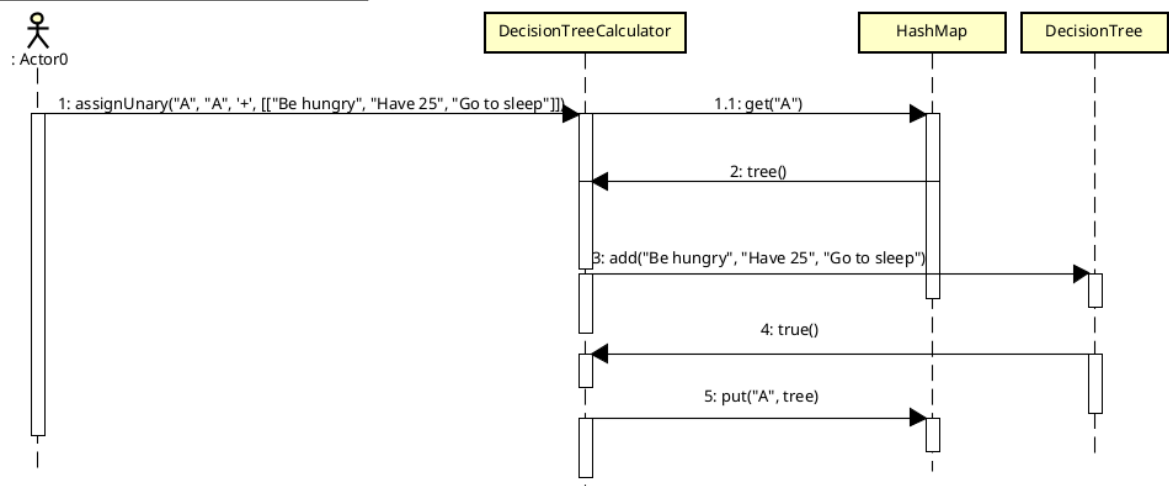 DecisionTreeCalculator
HashMap
DecisionTree
: Actor0
1: assignUnary("A", "A", '+', [["Be hungry", "Have 25", "Go to sleep"]])
1.1: get("A")
2: tree()
3: add("Be hungry", "Have 25", "Go to sleep")
4: true()
5: put("A", tree)